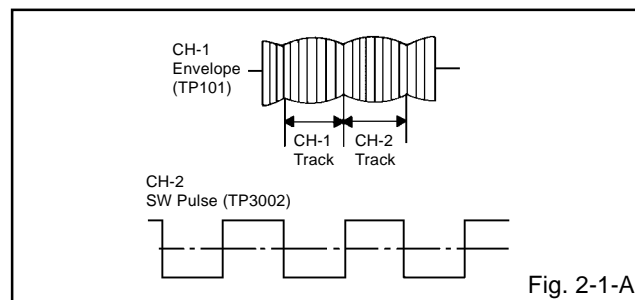 CH-1
Envelope
(TP101)
CH-1
Track
CH-2
Track
CH-2
SW Pulse (TP3002)
Fig. 2-1-A